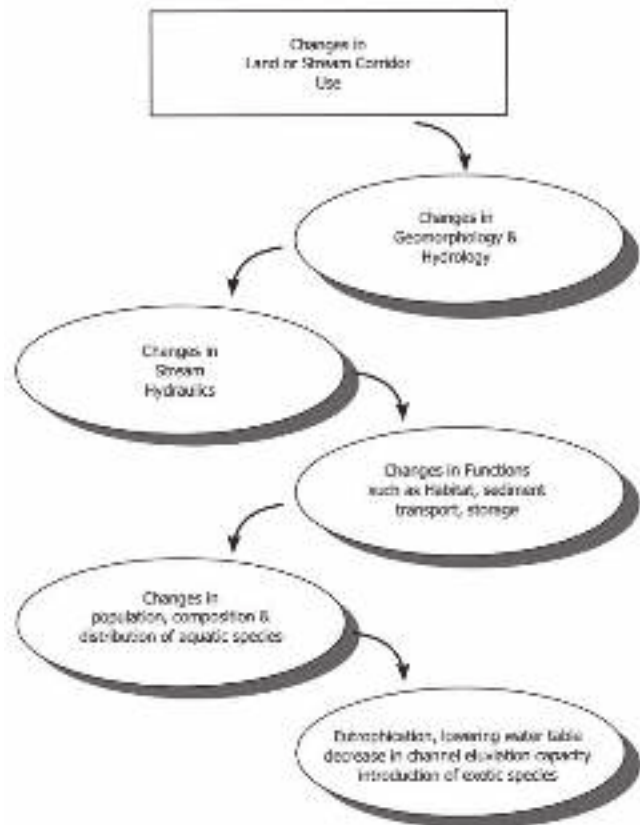 Changes in
Land or Stream Corridor
Use
Changes in
Geomorphology &
Hydrology
Changes in
Stream
Hydraulics
Changes in Functions
such as Habitat, sediment
transport, storage
Changes in
population, composition &
distribution of aquatic species
Eutrophication, lowering water table
decrease in channel eluviation capacity
introduction of exotic species